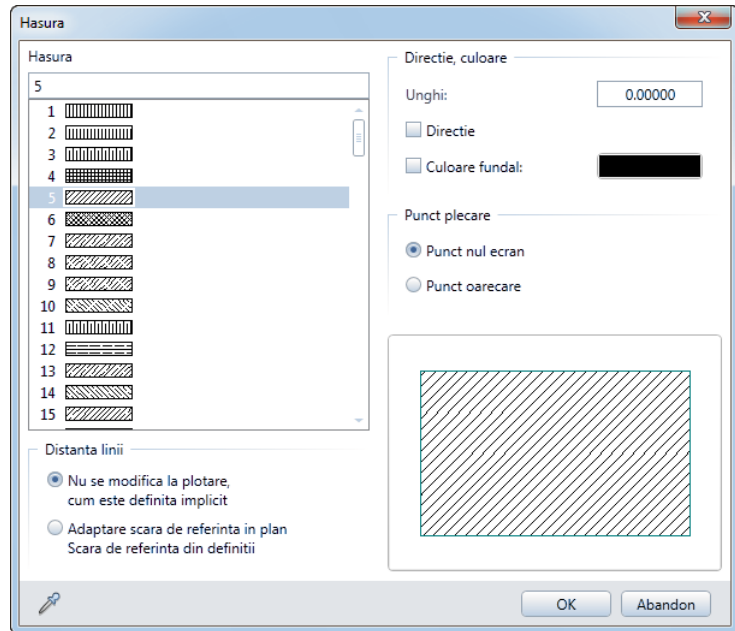 Hasura
Hasura
5
1
2
3
4
5
6
7
8
9
10
11
12
13
14
15
Distanta linii
Nu se modifica la plotare,
cum este definita implicit
Adaptare scara de referinta in plan
Scara de referinta din definitii
Directie, culoare
Unghi: 0.00000
Directie
Culoare fundal:
Punct plecare
Punct nul ecran
Punct oarecare
OK Abandon